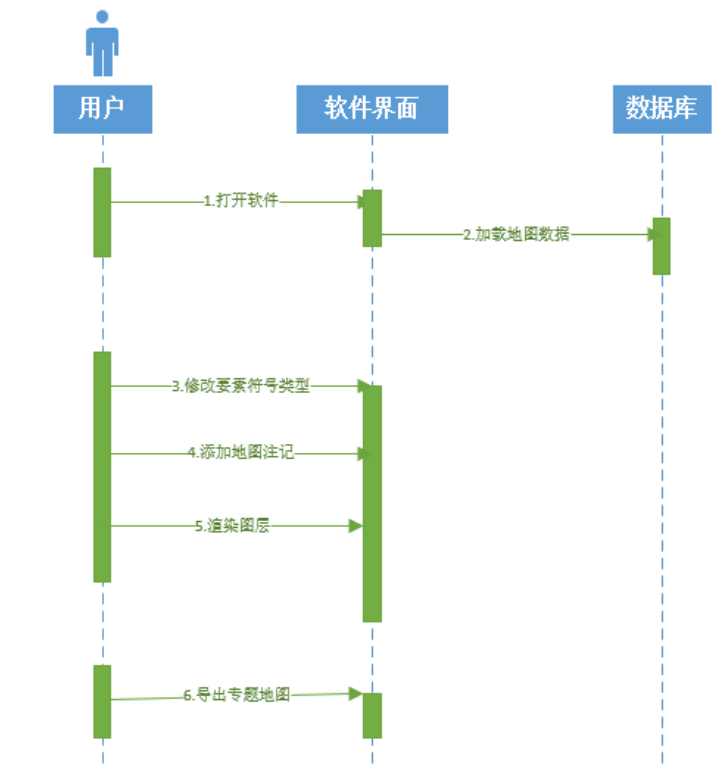 用户
软件界面
数据库
1.打开软件
2.加载地图数据
3.修改要素符号类型
4.添加地图注记
5.渲染图层
6.导出专题地图